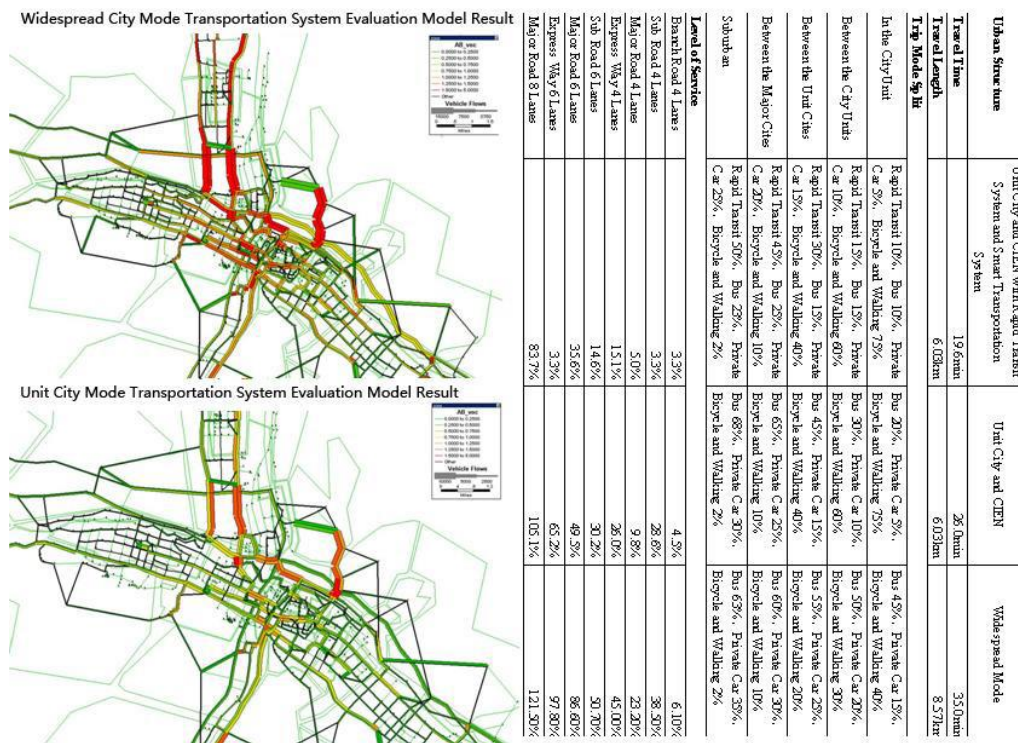 Widespread City Mode Transportation System Evaluation Model Result
AB_voc
Other
Vehicle Flows
Miles
Unit City Mode Transportation System Evaluation Model Result
AB_voc
Other
Vehicle Flows
Miles
Urban Structure
Unit City and CIEN with Rapid Transit
System and Smart Transportation
System
Unit City and CIEN
Widespread Mode
Travel Time 19.6min 26.0min 35.0min
Travel Length 6.03km 6.03km 8.57km
Trip Mode Split
In the City Unit
Rapid Transit 10%, Bus 10%, Private
Car 5%, Bicycle and Walking 75%
Bus 20%, Private Car 5%,
Bicycle and Walking 75%
Bus 45%, Private Car 15%,
Bicycle and Walking 40%
Between the City Units
Rapid Transit 15%, Bus 15%, Private
Car 10%, Bicycle and Walking 60%
Bus 30%, Private Car 10%,
Bicycle and Walking 60%
Bus 50%, Private Car 20%,
Bicycle and Walking 30%
Between the Unit Cites
Rapid Transit 30%, Bus 15%, Private
Car 15%, Bicycle and Walking 40%
Bus 45%, Private Car 15%,
Bicycle and Walking 40%
Bus 55%, Private Car 25%,
Bicycle and Walking 20%
Between the Major Cites
Rapid Transit 45%, Bus 25%, Private
Car 20%, Bicycle and Walking 10%
Bus 65%, Private Car 25%,
Bicycle and Walking 10%
Bus 60%, Private Car 30%,
Bicycle and Walking 10%
Suburban
Rapid Transit 50%, Bus 23%, Private
Car 25%, Bicycle and Walking 2%
Bus 68%, Private Car 30%,
Bicycle and Walking 2%
Bus 63%, Private Car 35%,
Bicycle and Walking 2%
Level of Service
Branch Road 4 Lanes 3.3% 4.5% 6.10%
Sub Road 4 Lanes 3.3% 28.6% 38.50%
Major Road 4 Lanes 5.0% 9.8% 23.20%
Express Way 4 Lanes 15.1% 26.0% 45.00%
Sub Road 6 Lanes 14.6% 30.2% 50.70%
Major Road 6 Lanes 35.6% 49.5% 86.60%
Express Way 6 Lanes 3.3% 65.2% 97.80%
Major Road 8 Lanes 83.7% 105.1% 121.50%